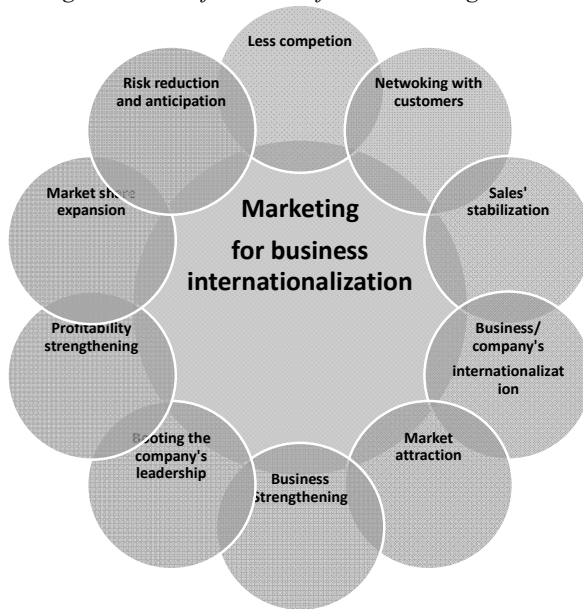 Less competion
Netwoking with
customers
Sales'
stabilization
Business/
company's
internationalizat
ion
Market
attraction
Business
Strengthening
Booting the
company's
leadership
Profitability
strengthening
Market share
expansion
Risk reduction
and anticipation
Marketing
for business
internationalization